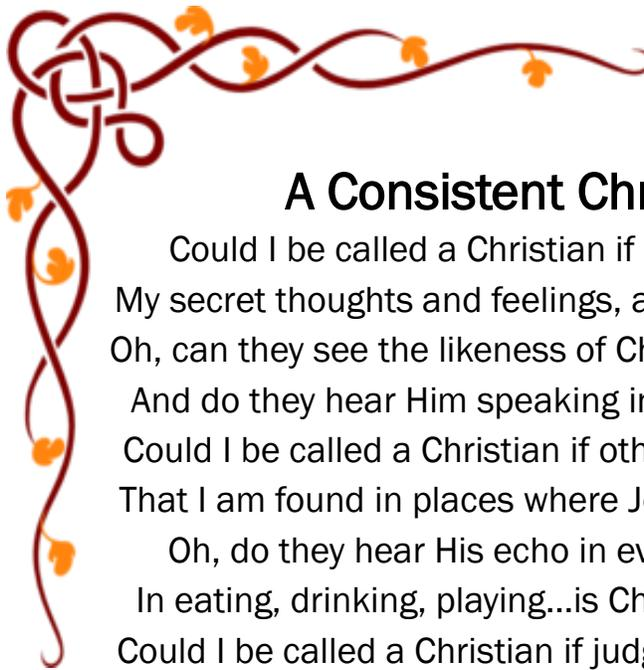 A Consistent Chr
Could I be called a Christian if
My secret thoughts and feelings, a
Oh, can they see the likeness of Ch
And do they hear Him speaking in
Could I be called a Christian if oth
That I am found in places where Je
Oh, do they hear His echo in ev
In eating, drinking, playing...is Ch
Could I be called a Christian if jud